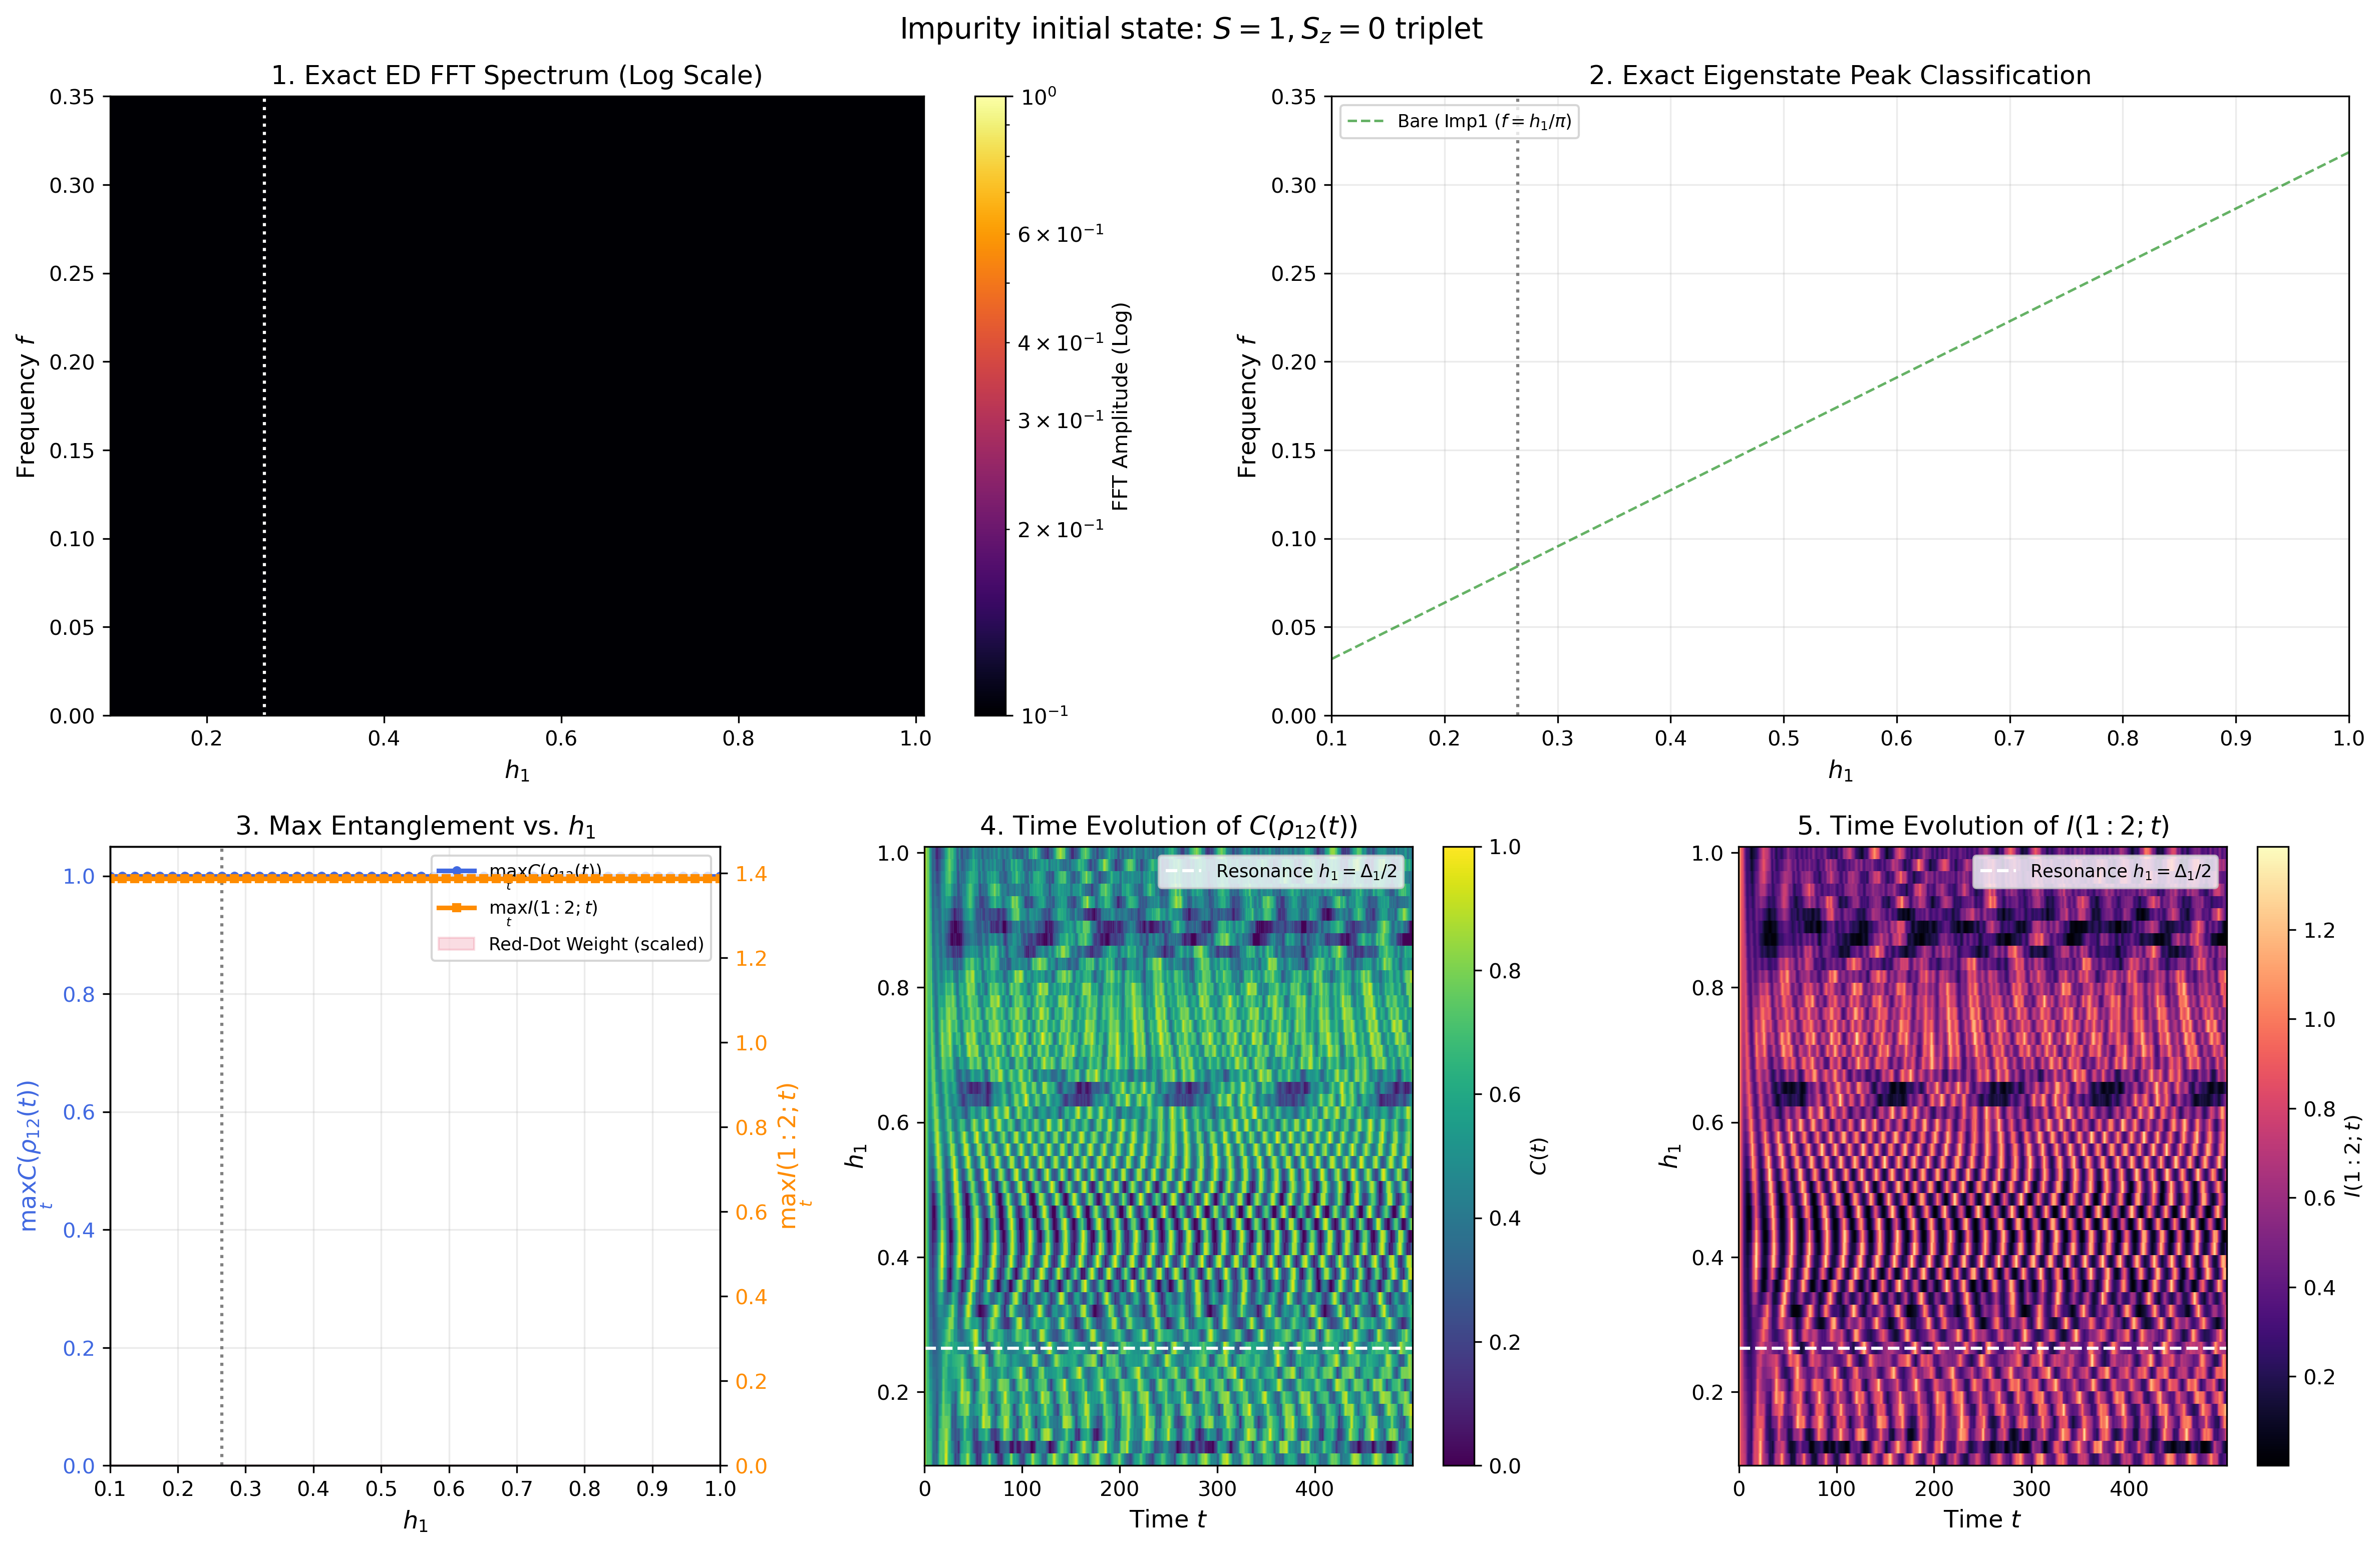 Impurity initial state: $S = 1, S_z = 0$ triplet
1. Exact ED FFT Spectrum (Log Scale)
Frequency $f$
0.35
0.30
0.25
0.20
0.15
0.10
0.05
0.00
0.2
0.4
0.6
0.8
1.0
$h_1$
$10^0$
$6 \times 10^{-1}$
$4 \times 10^{-1}$
$3 \times 10^{-1}$
$2 \times 10^{-1}$
$10^{-1}$
FFT Amplitude (Log)
2. Exact Eigenstate Peak Classification
Bare Imp1 ($f = h_1/\pi$)
Frequency $f$
0.35
0.30
0.25
0.20
0.15
0.10
0.05
0.00
0.1
0.2
0.3
0.4
0.5
0.6
0.7
0.8
0.9
1.0
$h_1$
3. Max Entanglement vs. $h_1$
$\max_t C(\rho_{12}(t))$
$\max_t I(1:2;t)$
Red-Dot Weight (scaled)
$\max_t C(\rho_{12}(t))$
1.0
0.8
0.6
0.4
0.2
0.0
0.1
0.2
0.3
0.4
0.5
0.6
0.7
0.8
0.9
1.0
$h_1$
1.4
1.2
1.0
0.8
0.6
0.4
0.2
0.0
$\max_t I(1:2;t)$
4. Time Evolution of $C(\rho_{12}(t))$
Resonance $h_1 = \Delta_1/2$
$h_1$
1.0
0.8
0.6
0.4
0.2
0
100
200
300
400
Time $t$
1.0
0.8
0.6
0.4
0.2
0.0
$C(t)$
5. Time Evolution of $I(1:2;t)$
Resonance $h_1 = \Delta_1/2$
$h_1$
1.0
0.8
0.6
0.4
0.2
0
100
200
300
400
Time $t$
1.2
1.0
0.8
0.6
0.4
0.2
$I(1:2;t)$